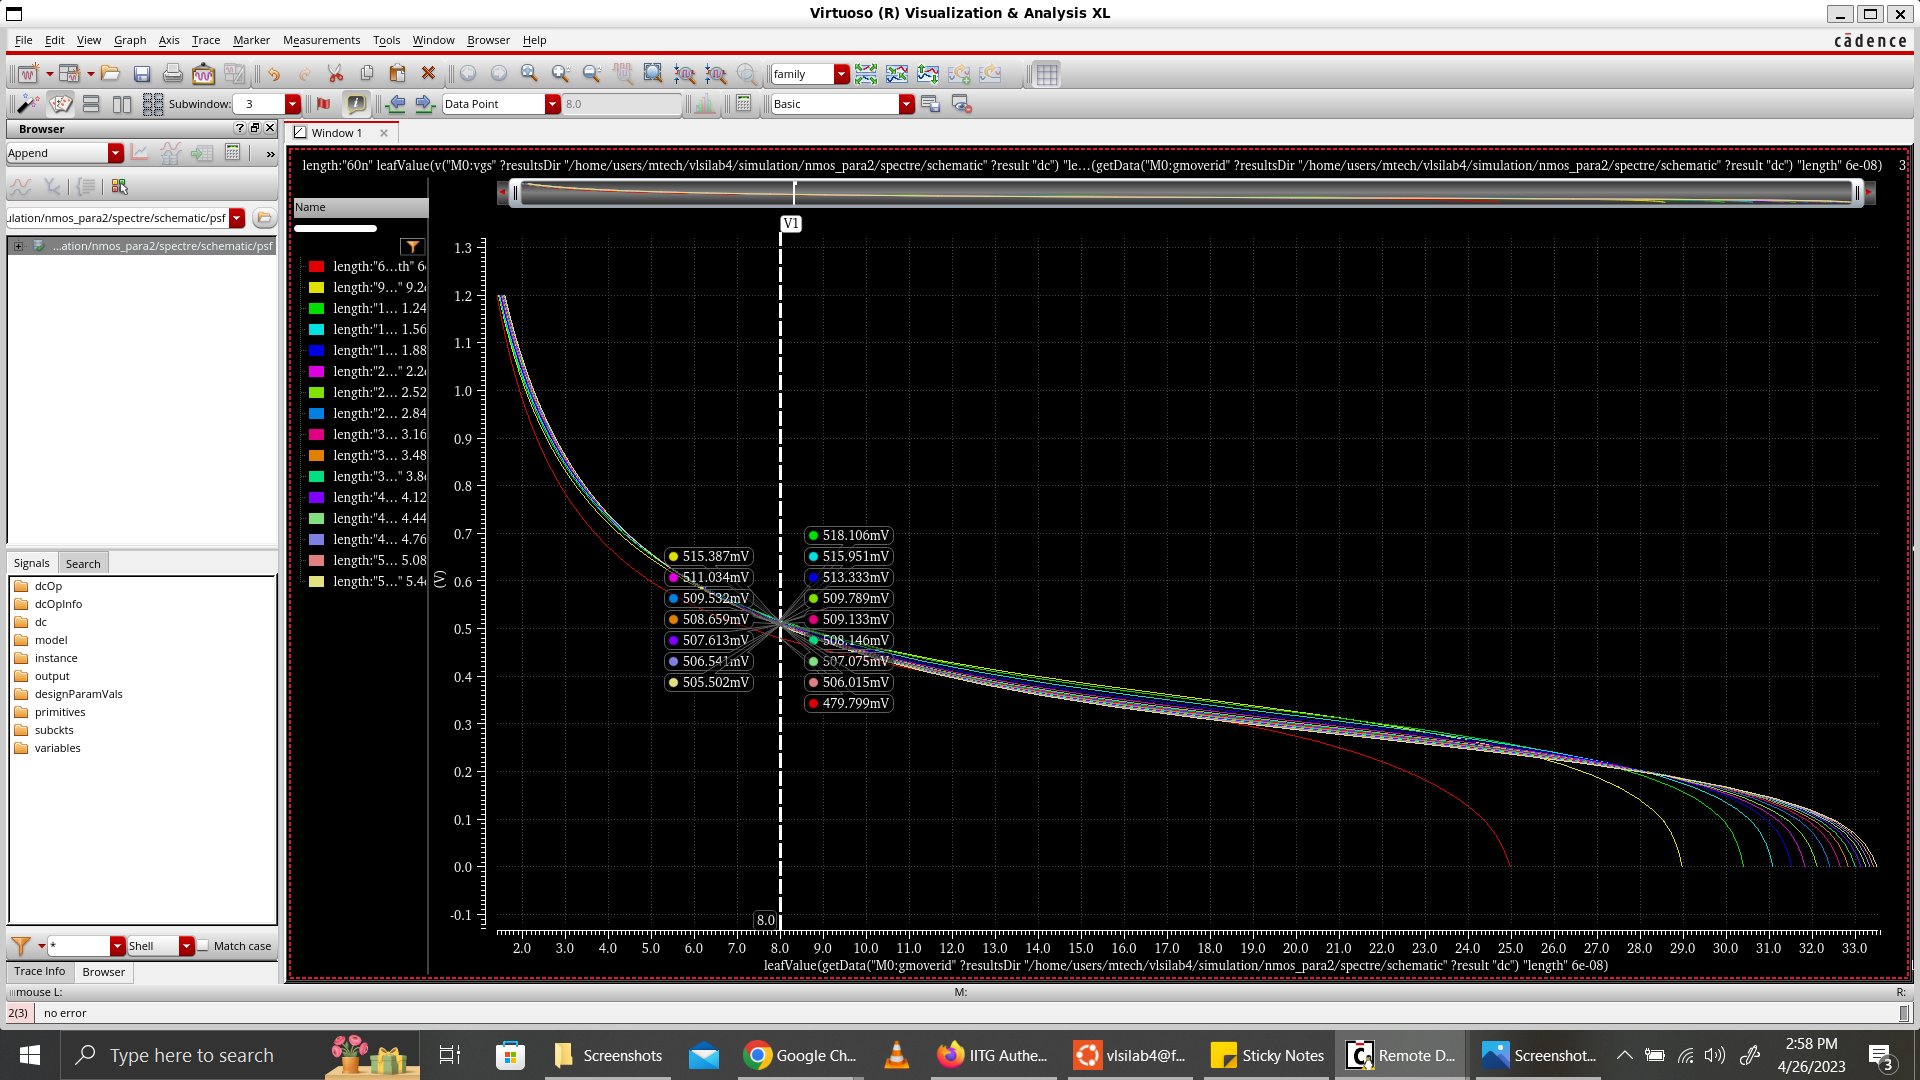 Virtuoso (R) Visualization & Analysis XL
File Edit View Graph Axis Trace Marker Measurements Tools Window Browser Help
cādence
family
Subwindow: 3
Data Point
8.0
Basic
Browser
Window 1
Append
»
ulation/nmos_para2/spectre/schematic/psf
...ation/nmos_para2/spectre/schematic/psf
length:"60n" leafValue(v("M0:vgs" ?resultsDir "/home/users/mtech/vlsilab4/simulation/nmos_para2/spectre/schematic" ?result "dc") "le...(getData("M0:gmoverid" ?resultsDir "/home/users/mtech/vlsilab4/simulation/nmos_para2/spectre/schematic" ?result "dc") "length" 6e-08) 3
Name
length:"6...th" 6
length:"9..." 9.2
length:"1... 1.24
length:"1... 1.56
length:"1... 1.88
length:"2..." 2.2
length:"2... 2.52
length:"2... 2.84
length:"3... 3.16
length:"3... 3.48
length:"3..." 3.8
length:"4... 4.12
length:"4... 4.44
length:"4... 4.76
length:"5... 5.08
length:"5..." 5.4
V1
1.3
1.2
1.1
1.0
0.9
0.8
0.7
0.6
0.5
0.4
0.3
0.2
0.1
0.0
-0.1
(V)
518.106mV
515.387mV 515.951mV
511.034mV 513.333mV
509.532mV 509.789mV
508.659mV 509.133mV
507.613mV 508.146mV
506.541mV 507.075mV
505.502mV 506.015mV
479.799mV
8.0
2.0 3.0 4.0 5.0 6.0 7.0 8.0 9.0 10.0 11.0 12.0 13.0 14.0 15.0 16.0 17.0 18.0 19.0 20.0 21.0 22.0 23.0 24.0 25.0 26.0 27.0 28.0 29.0 30.0 31.0 32.0 33.0
leafValue(getData("M0:gmoverid" ?resultsDir "/home/users/mtech/vlsilab4/simulation/nmos_para2/spectre/schematic" ?result "dc") "length" 6e-08)
Signals Search
dcOp
dcOpInfo
dc
model
instance
output
designParamVals
primitives
subckts
variables
* Shell Match case
Trace Info Browser
mouse L: M: R:
2(3) no error
Type here to search
Screenshots
Google Ch...
IITG Authe...
vlsilab4@f...
Sticky Notes
Remote D...
Screenshot...
2:58 PM
4/26/2023
3